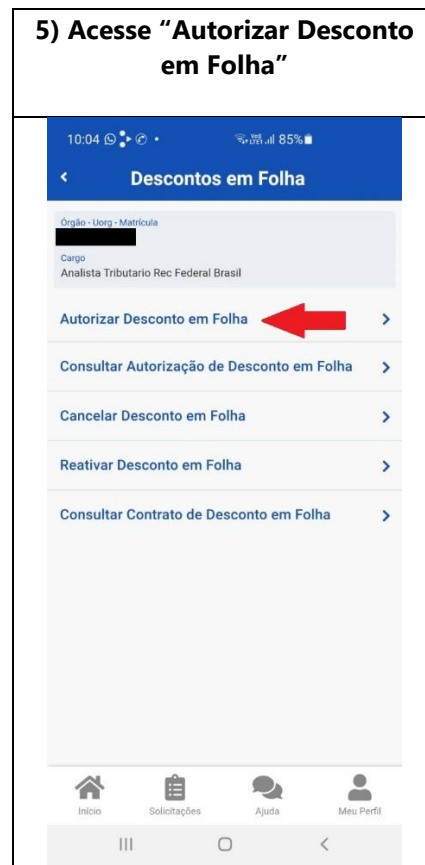 5) Acesse “Autorizar Desconto
em Folha”
10:04 85%
Descontos em Folha
Órgão - Uorg - Matrícula
Cargo
Analista Tributario Rec Federal Brasil
Autorizar Desconto em Folha
Consultar Autorização de Desconto em Folha
Cancelar Desconto em Folha
Reativar Desconto em Folha
Consultar Contrato de Desconto em Folha
Início Solicitações Ajuda Meu Perfil